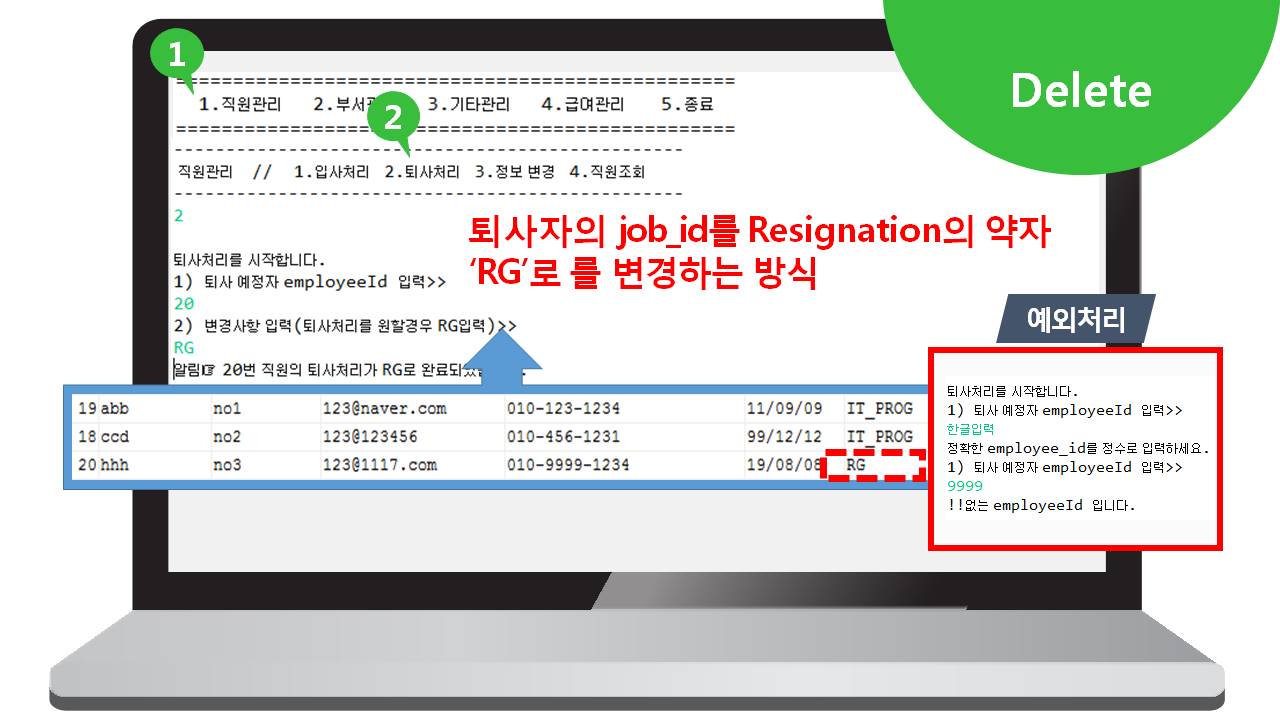 Delete
1
=================================================
1.직원관리 2.부서 3.기타관리 4.급여관리 5.종료
2
=================================================
---------------------------------------------------
직원관리 // 1.입사처리 2.퇴사처리 3.정보 변경 4.직원조회
---------------------------------------------------
2
퇴사자의 job_id를 Resignation의 약자
‘RG’로 를 변경하는 방식
퇴사처리를 시작합니다.
1) 퇴사 예정자 employeeId 입력>>
20
2) 변경사항 입력(퇴사처리를 원할경우 RG입력)>>
RG
알림☞ 20번 직원의 퇴사처리가 RG로
19 abb no1 123@naver.com 010-123-1234 11/09/09 IT_PROG
18 ccd no2 123@123456 010-456-1231 99/12/12 IT_PROG
20 hhh no3 123@1117.com 010-9999-1234 19/08/08 RG
예외처리
퇴사처리를 시작합니다.
1) 퇴사 예정자 employeeId 입력>>
한글입력
정확한 employee_id를 정수로 입력하세요.
1) 퇴사 예정자 employeeId 입력>>
9999
!!없는 employeeId 입니다.